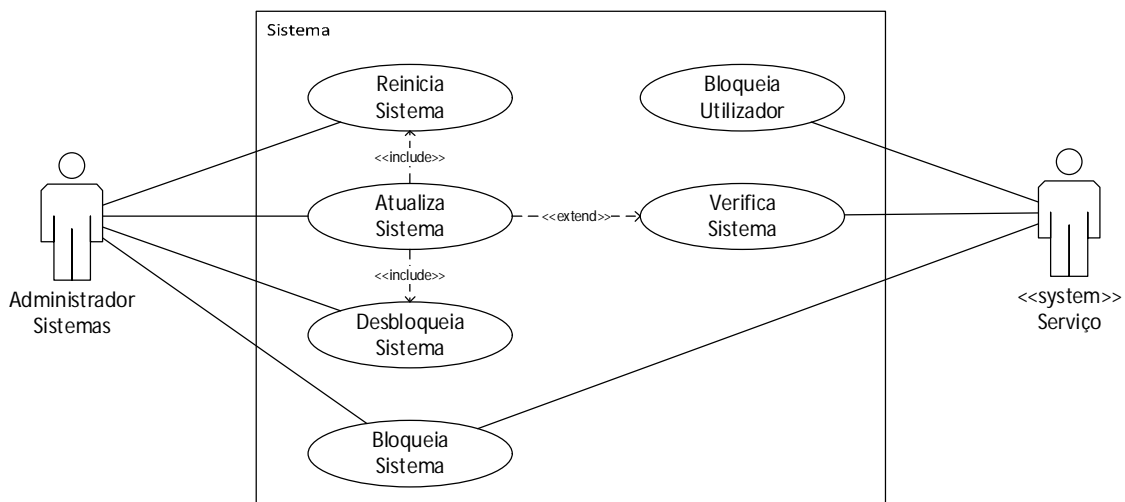 Sistema
Reinicia
Sistema
Bloqueia
Utilizador
<<include>>
Atualiza
Sistema
<<extend>>
Verifica
Sistema
<<include>>
Administrador
Sistemas
<<system>>
Serviço
Desbloqueia
Sistema
Bloqueia
Sistema